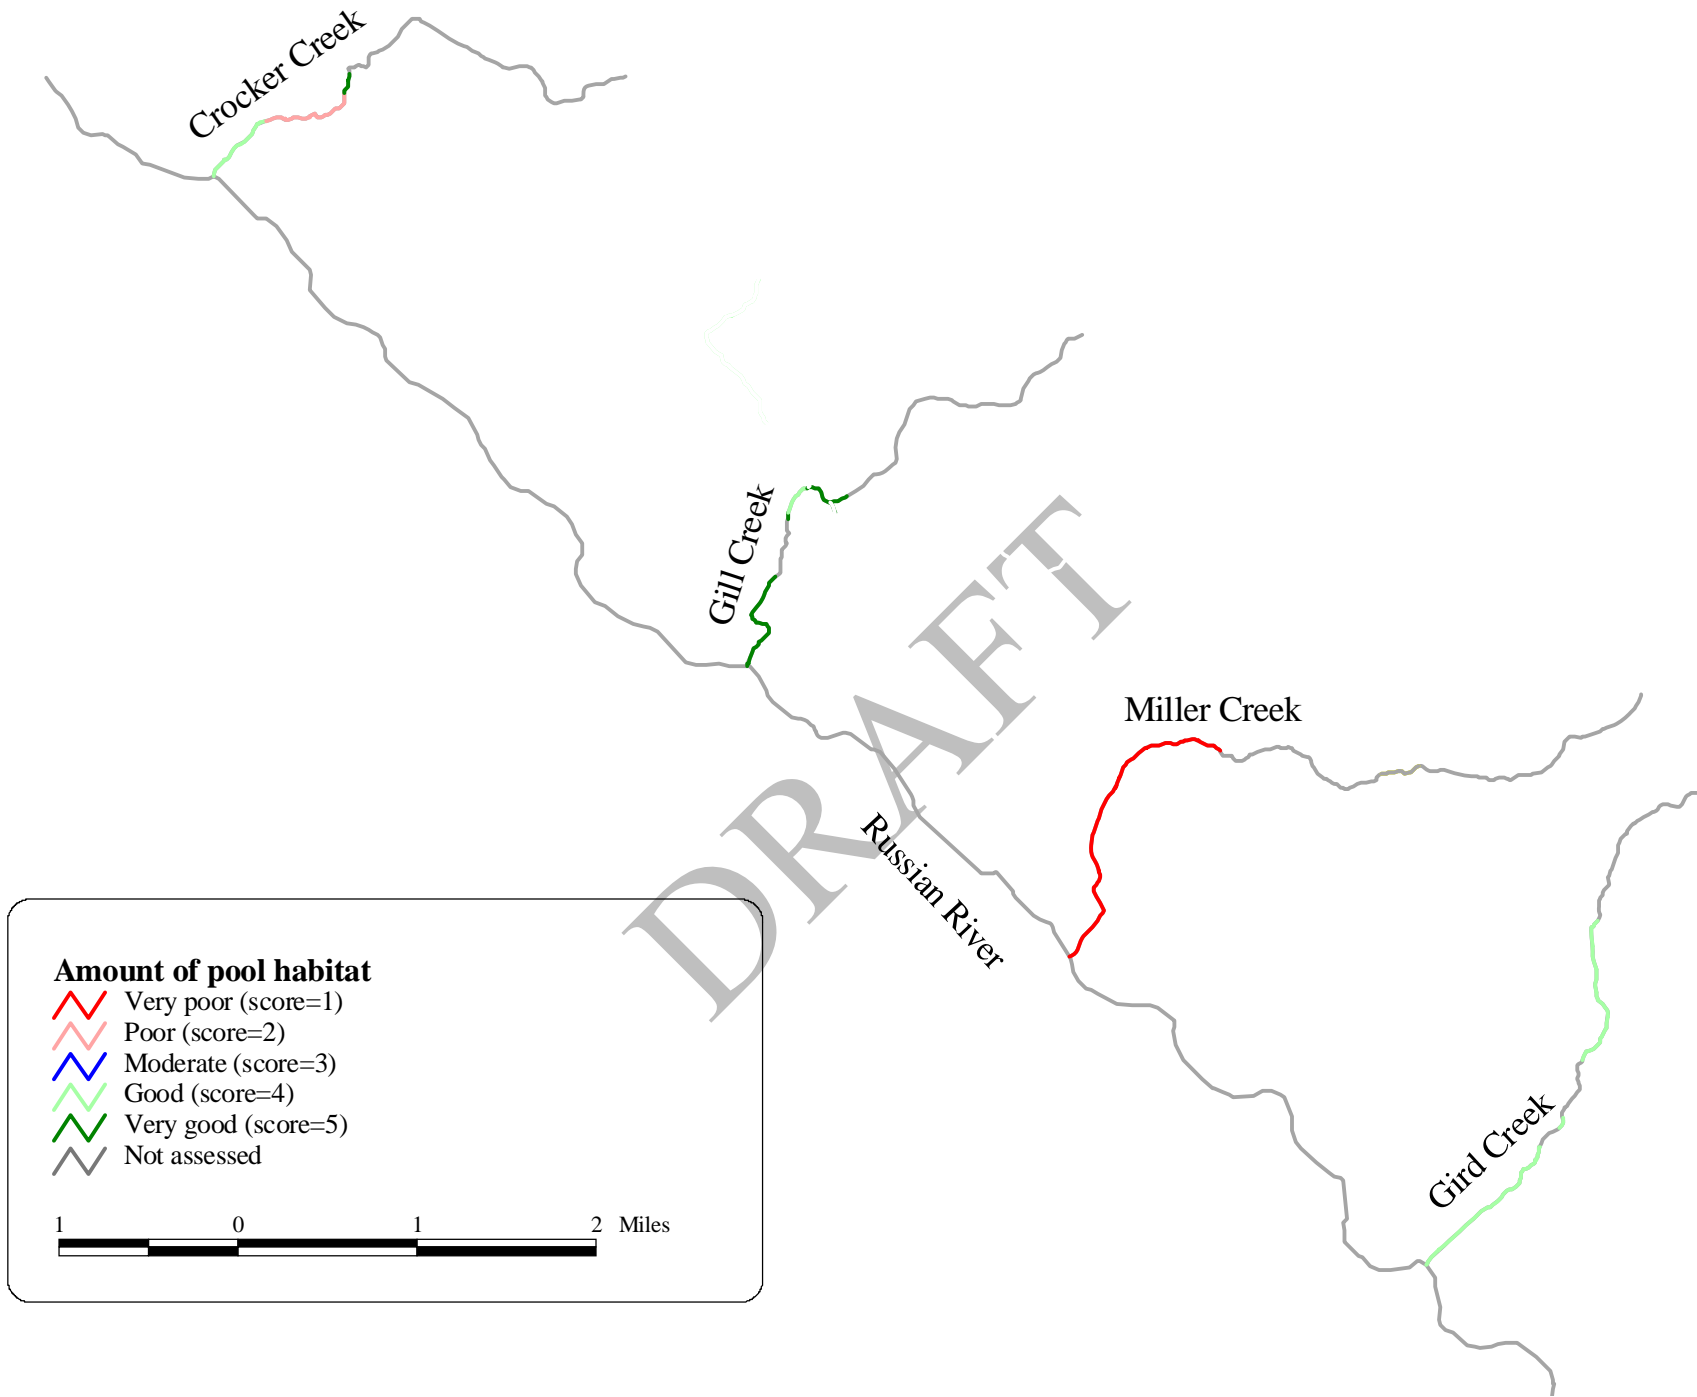 Crocker Creek
Gill Creek
DRAFT
Miller Creek
Russian River
Gird Creek
Amount of pool habitat
Very poor (score=1)
Poor (score=2)
Moderate (score=3)
Good (score=4)
Very good (score=5)
Not assessed
1 0 1 2 Miles